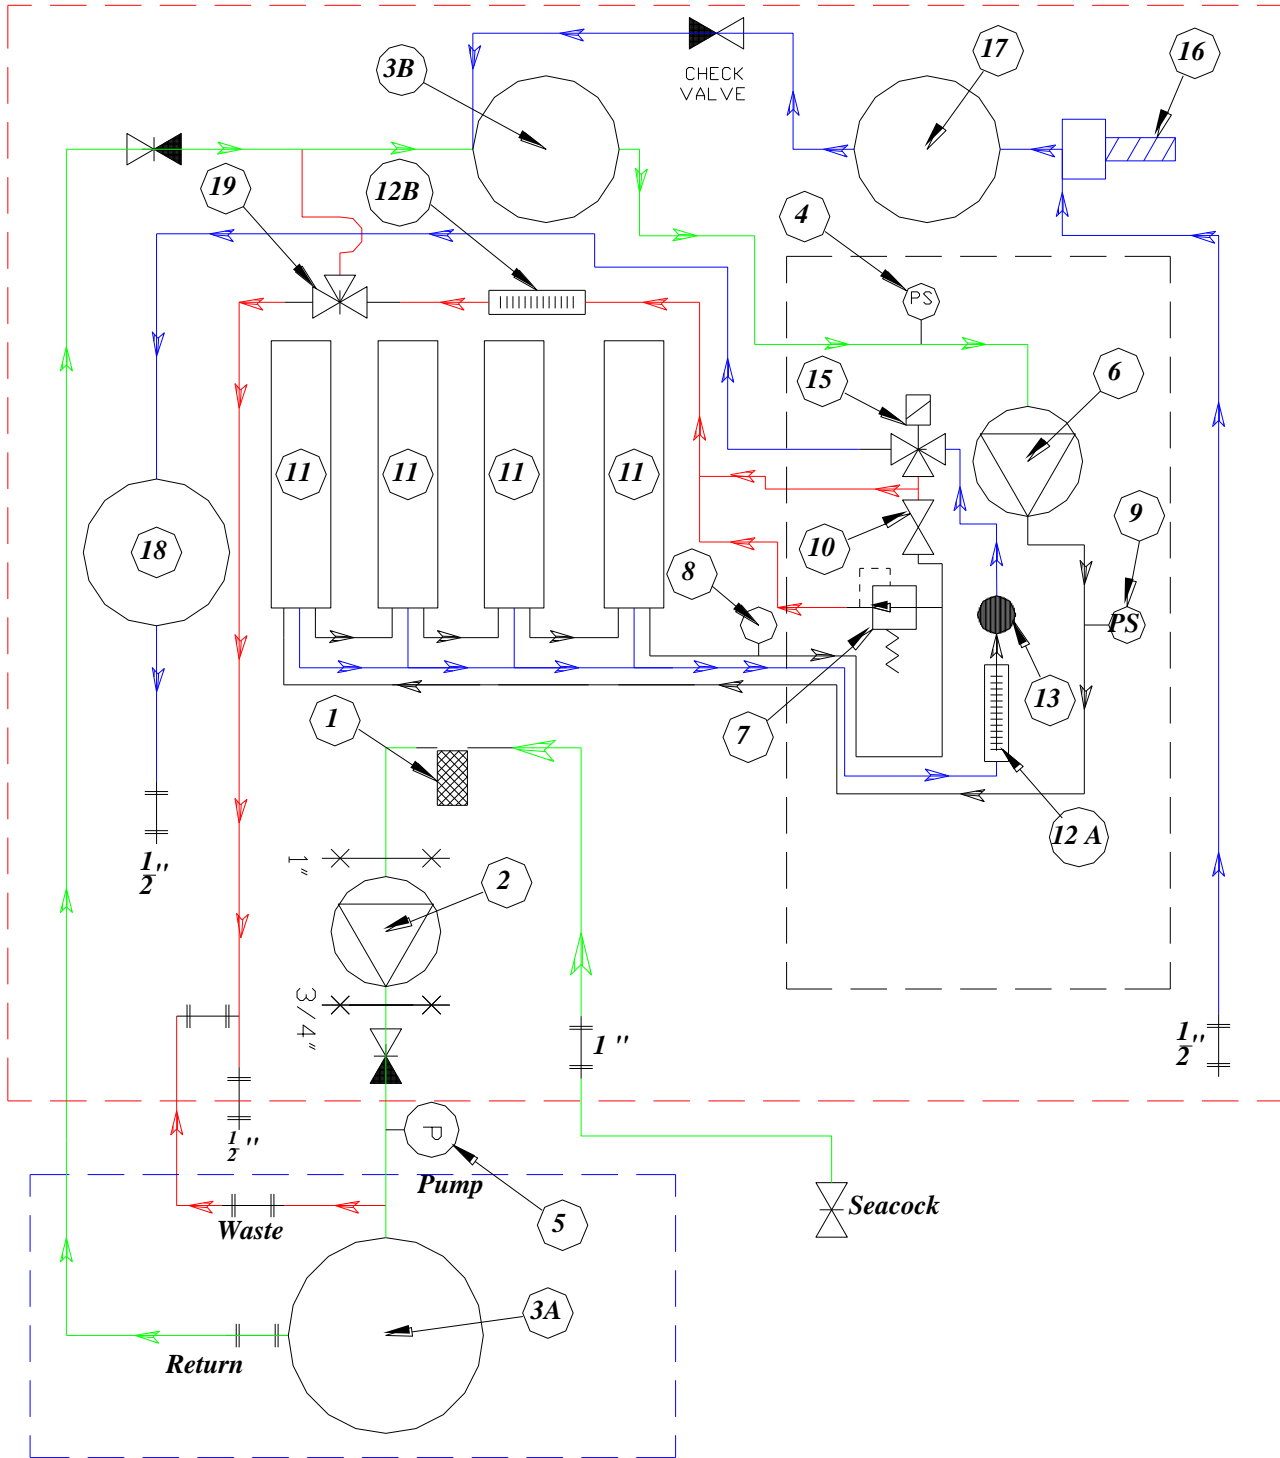 3B
CHECK
VALVE
17
16
19
12B
4
PS
15
6
11
11
11
11
18
10
9
8
PS
1
7
13
12 A
1/2"
1"
2
3/4"
1 "
1/2"
1/2 "
P
Pump
5
Seacock
Waste
3A
Return